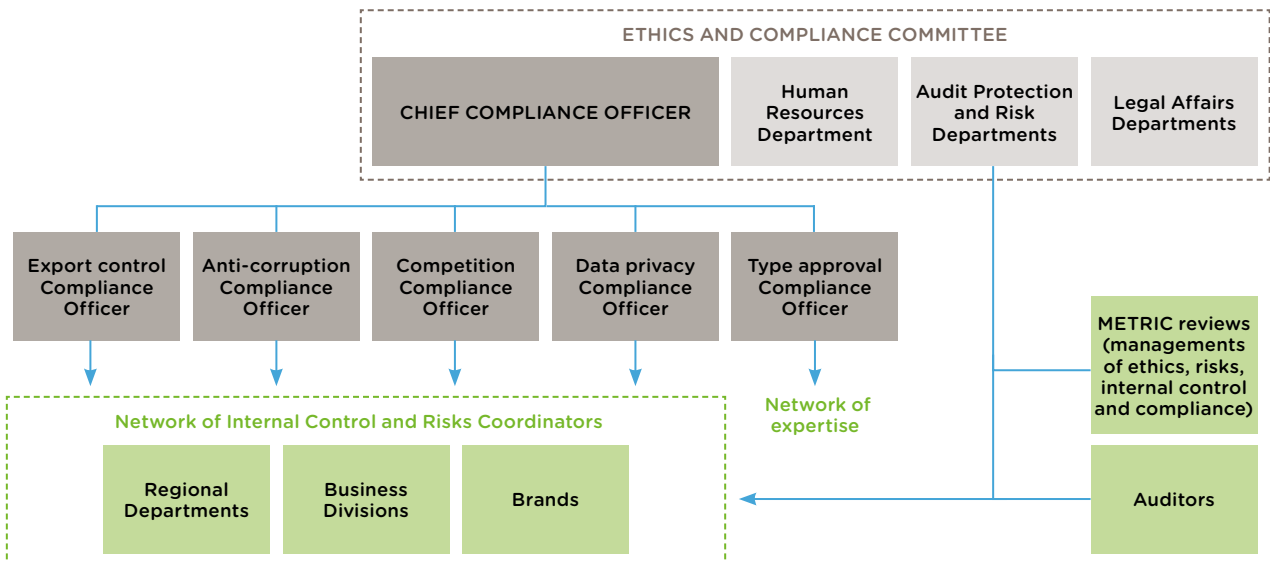 ETHICS AND COMPLIANCE COMMITTEE
CHIEF COMPLIANCE OFFICER
Human
Resources
Department
Audit Protection
and Risk
Departments
Legal Affairs
Departments
Export control
Compliance
Officer
Anti-corruption
Compliance
Officer
Competition
Compliance
Officer
Data privacy
Compliance
Officer
Type approval
Compliance
Officer
METRIC reviews
(managements
of ethics, risks,
internal control
and compliance)
Network of Internal Control and Risks Coordinators
Network of
expertise
Regional
Departments
Business
Divisions
Brands
Auditors